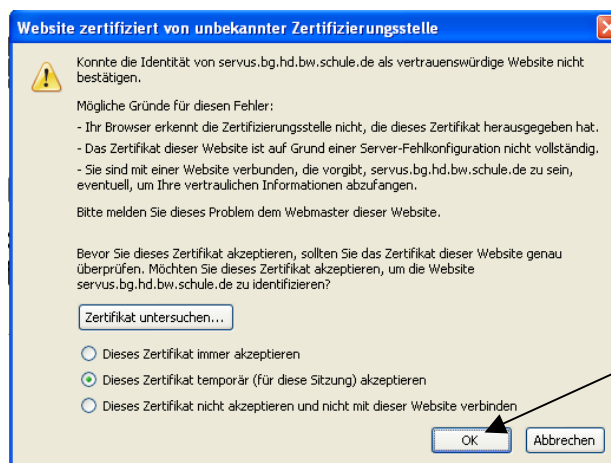 Website zertifiziert von unbekannter Zertifizierungsstelle
Konnte die Identität von servus.bg.hd.bw.schule.de als vertrauenswürdige Website nicht
bestätigen.
Mögliche Gründe für diesen Fehler:
- Ihr Browser erkennt die Zertifizierungsstelle nicht, die dieses Zertifikat herausgegeben hat.
- Das Zertifikat dieser Website ist auf Grund einer Server-Fehlkonfiguration nicht vollständig.
- Sie sind mit einer Website verbunden, die vorgibt, servus.bg.hd.bw.schule.de zu sein,
eventuell, um Ihre vertraulichen Informationen abzufangen.
Bitte melden Sie dieses Problem dem Webmaster dieser Website.
Bevor Sie dieses Zertifikat akzeptieren, sollten Sie das Zertifikat dieser Website genau
überprüfen. Möchten Sie dieses Zertifikat akzeptieren, um die Website
servus.bg.hd.bw.schule.de zu identifizieren?
Zertifikat untersuchen...
Dieses Zertifikat immer akzeptieren
Dieses Zertifikat temporär (für diese Sitzung) akzeptieren
Dieses Zertifikat nicht akzeptieren und nicht mit dieser Website verbinden
OK Abbrechen